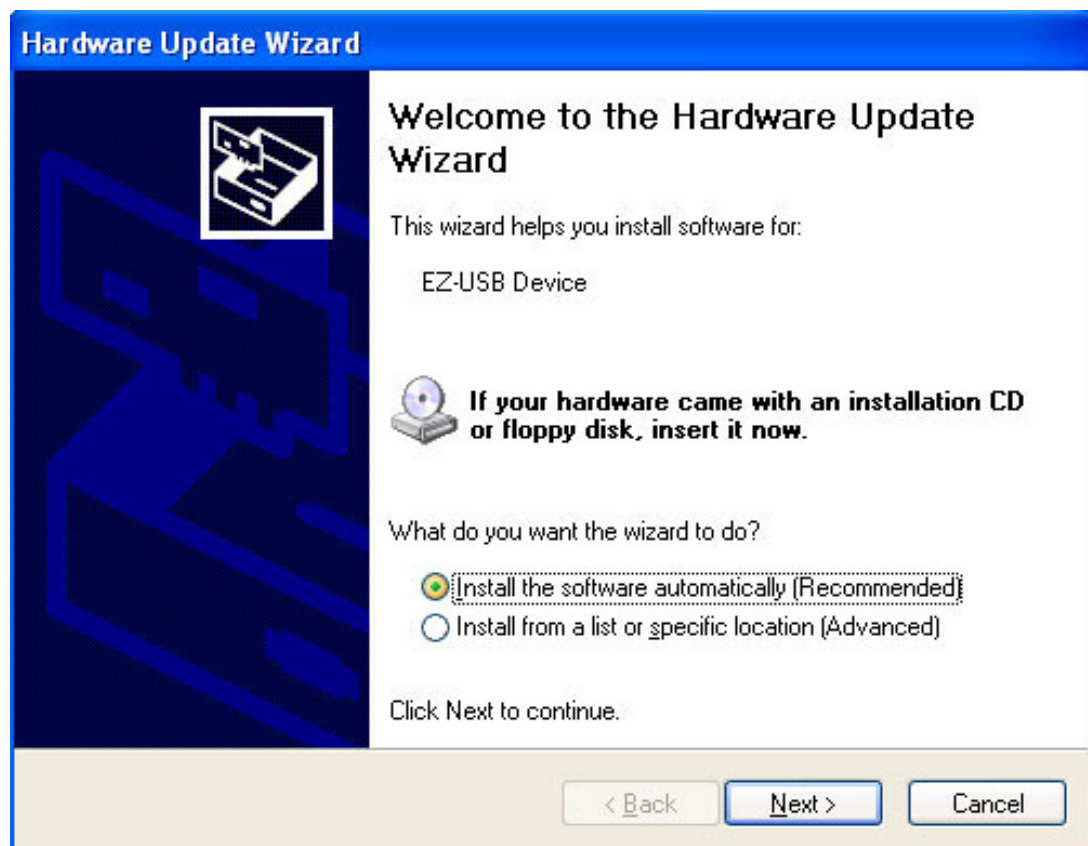 Hardware Update Wizard
Welcome to the Hardware Update
Wizard
This wizard helps you install software for:
EZ-USB Device
If your hardware came with an installation CD
or floppy disk, insert it now.
What do you want the wizard to do?
Install the software automatically (Recommended)
Install from a list or specific location (Advanced)
Click Next to continue.
< Back Next > Cancel